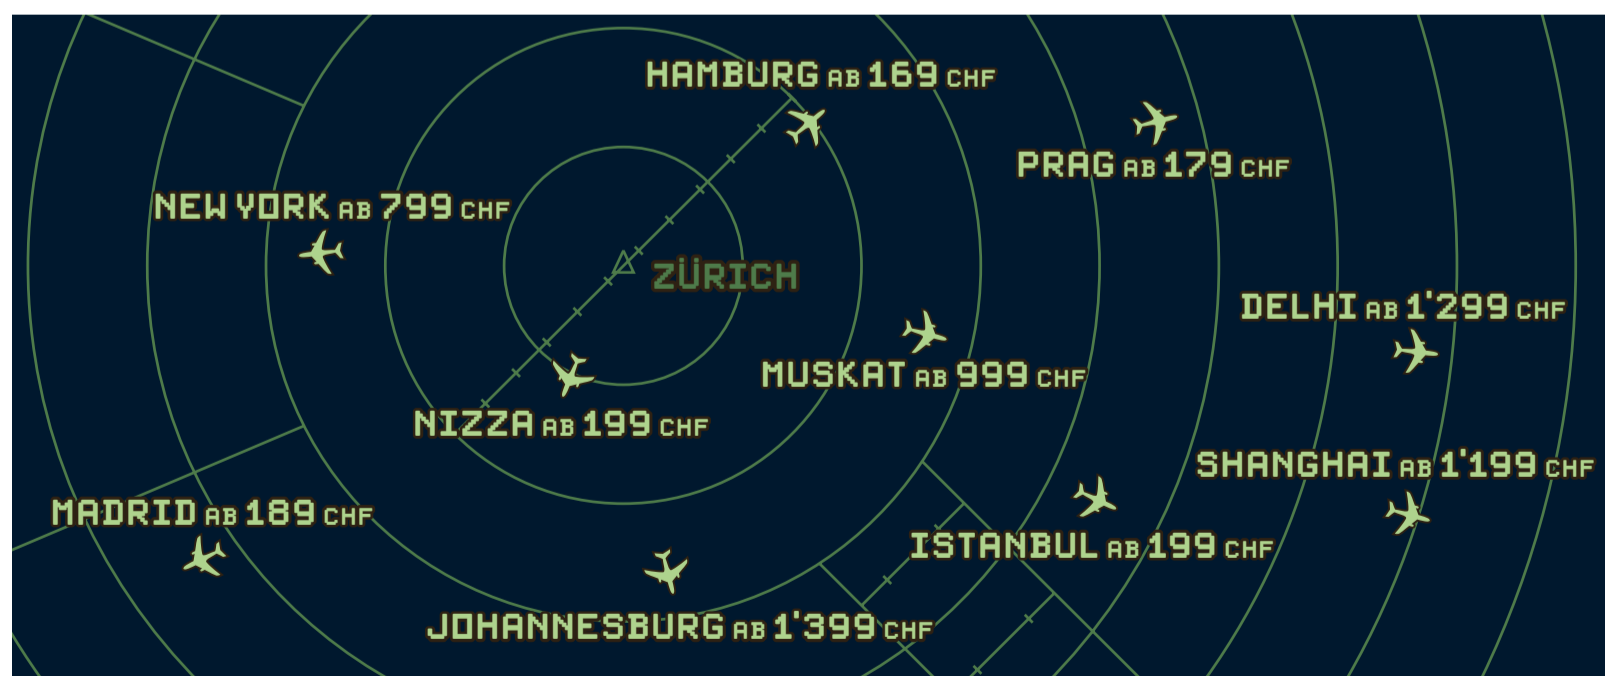 HAMBURG AB 169 CHF
PRAG AB 179 CHF
NEW YORK AB 799 CHF
ZÜRICH
DELHI AB 1'299 CHF
MUSKAT AB 999 CHF
NIZZA AB 199 CHF
SHANGHAI AB 1'199 CHF
MADRID AB 189 CHF
ISTANBUL AB 199 CHF
JOHANNESBURG AB 1'399 CHF